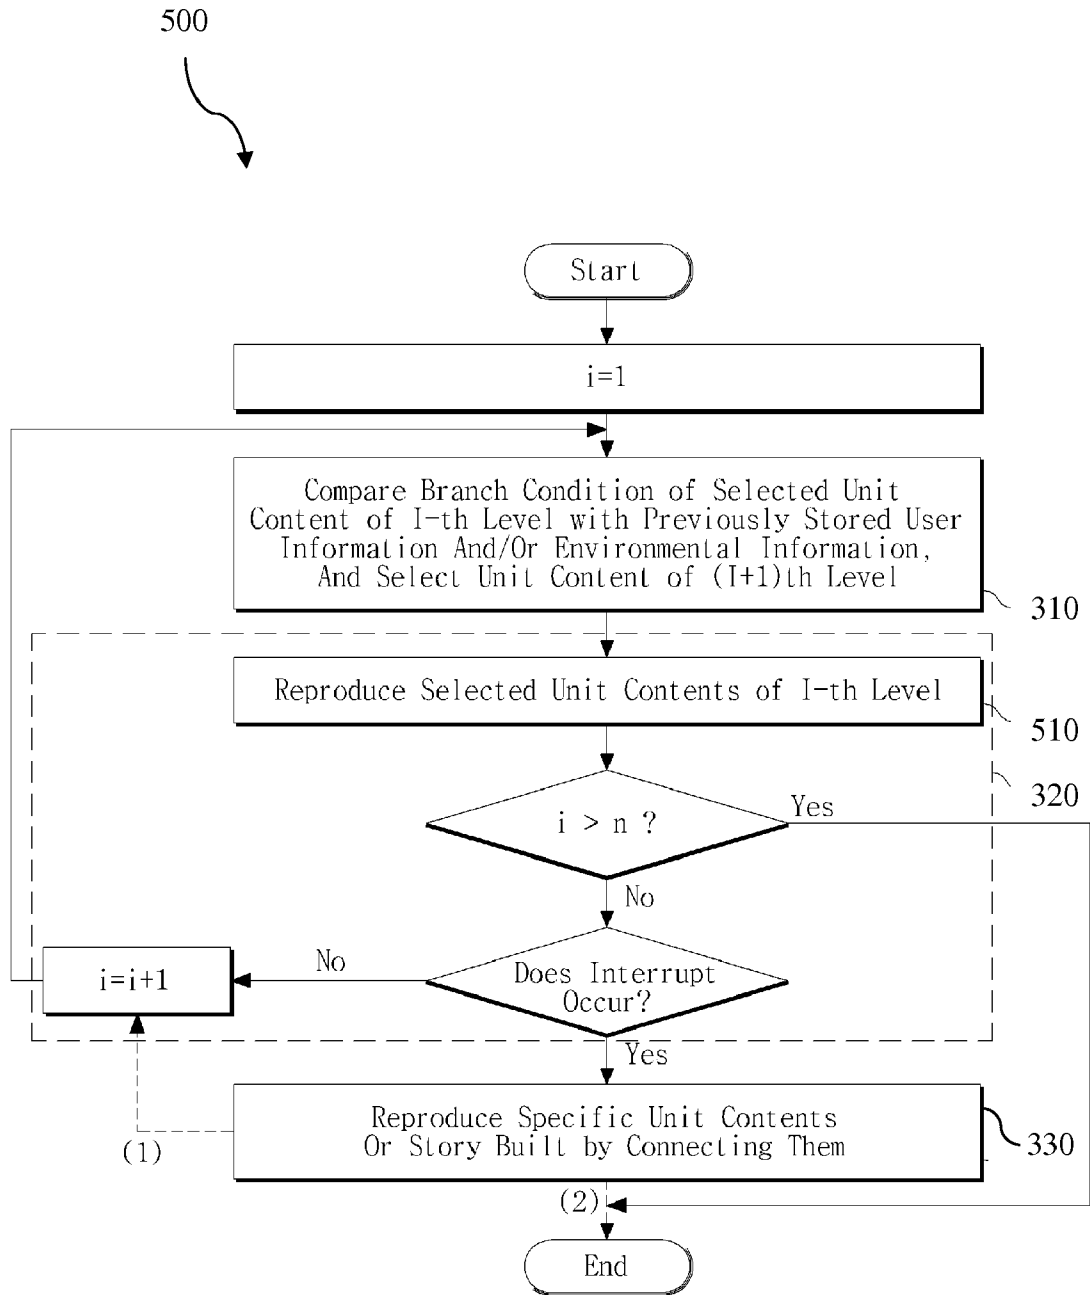 500
Start
i=1
Compare Branch Condition of Selected Unit
Content of I-th Level with Previously Stored User
Information And/Or Environmental Information,
And Select Unit Content of (I+1)th Level
310
Reproduce Selected Unit Contents of I-th Level
510
320
i > n ?
Yes
No
Does Interrupt
Occur?
No
i=i+1
Yes
Reproduce Specific Unit Contents
Or Story Built by Connecting Them
330
(1)
(2)
End